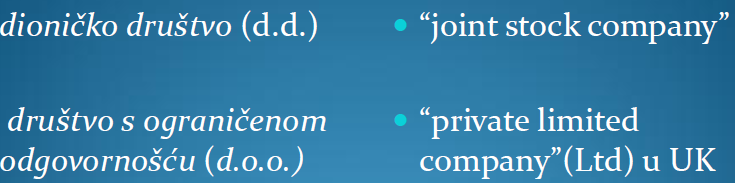 dioničko društvo (d.d.)
• “joint stock company”
društvo s ograničenom
odgovornošću (d.o.o.)
• “private limited
company”(Ltd) u UK